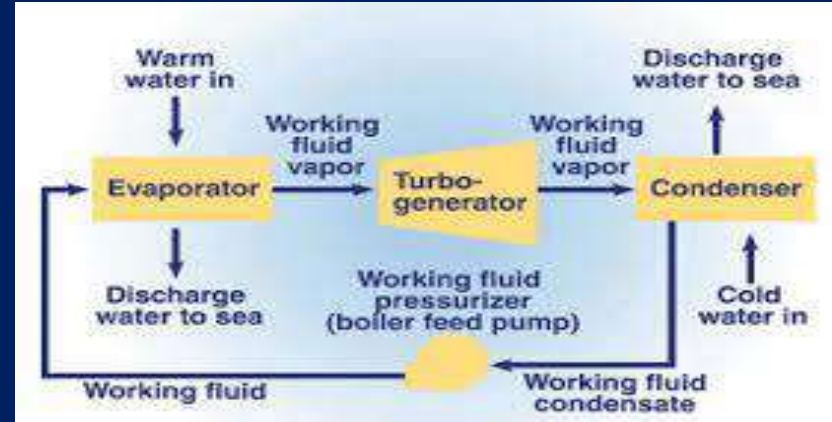 Warm
water in
Discharge
water to sea
Working
fluid
vapor
Working
fluid
vapor
Evaporator
Turbo-
generator
Condenser
Discharge
water to sea
Working fluid
pressurizer
(boiler feed pump)
Cold
water in
Working fluid
Working fluid
condensate